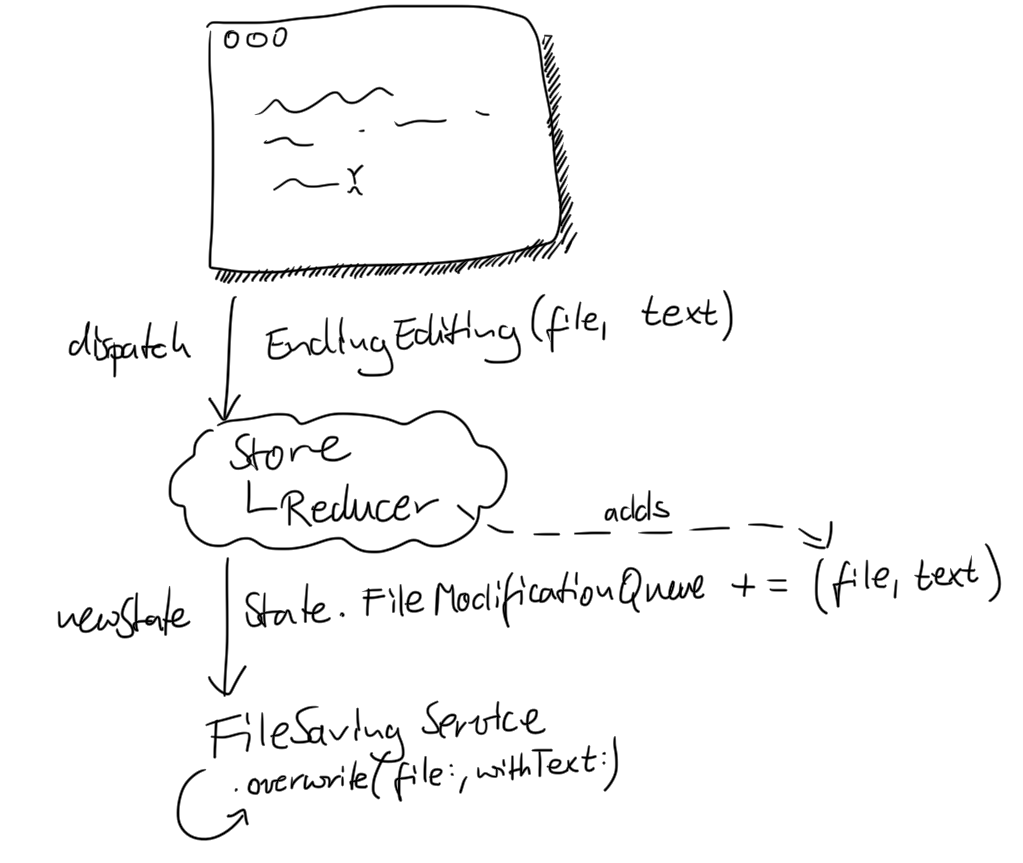 dispatch
EndingEditing(file, text)
Store
Reducer
adds
newState
State.FileModificationQueue += (file, text)
FileSaving Service
.overwrite(file:, withText:)